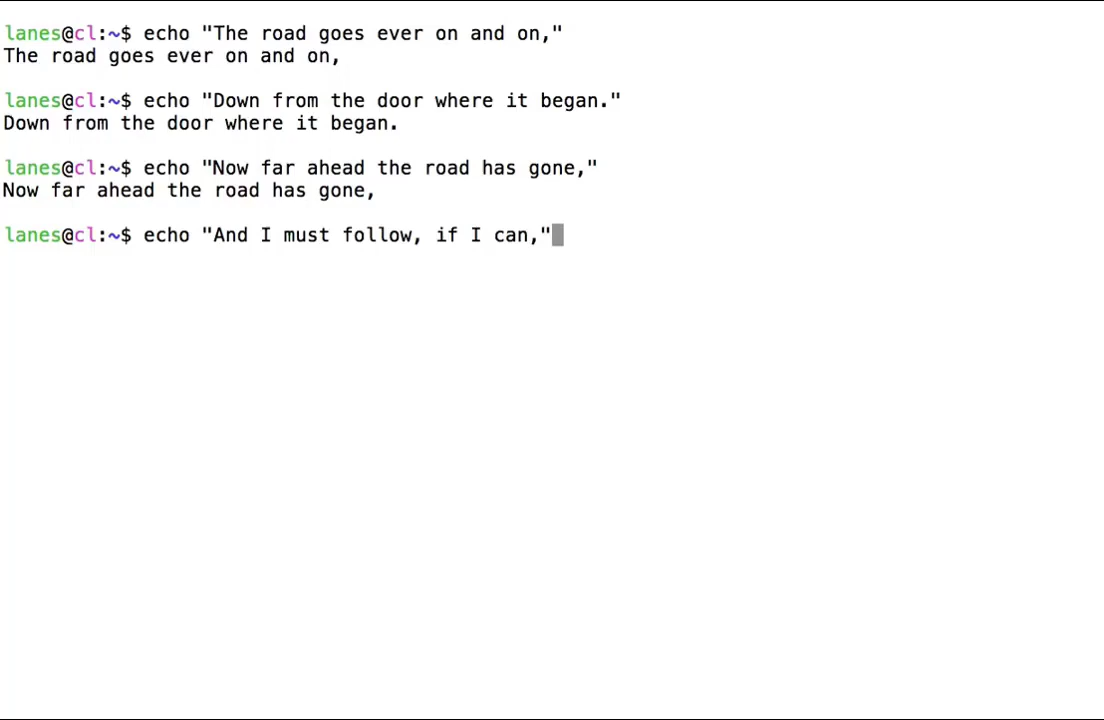 lanes@cl:~$ echo "The road goes ever on and on,"
The road goes ever on and on,
lanes@cl:~$ echo "Down from the door where it began."
Down from the door where it began.
lanes@cl:~$ echo "Now far ahead the road has gone,"
Now far ahead the road has gone,
lanes@cl:~$ echo "And I must follow, if I can,"